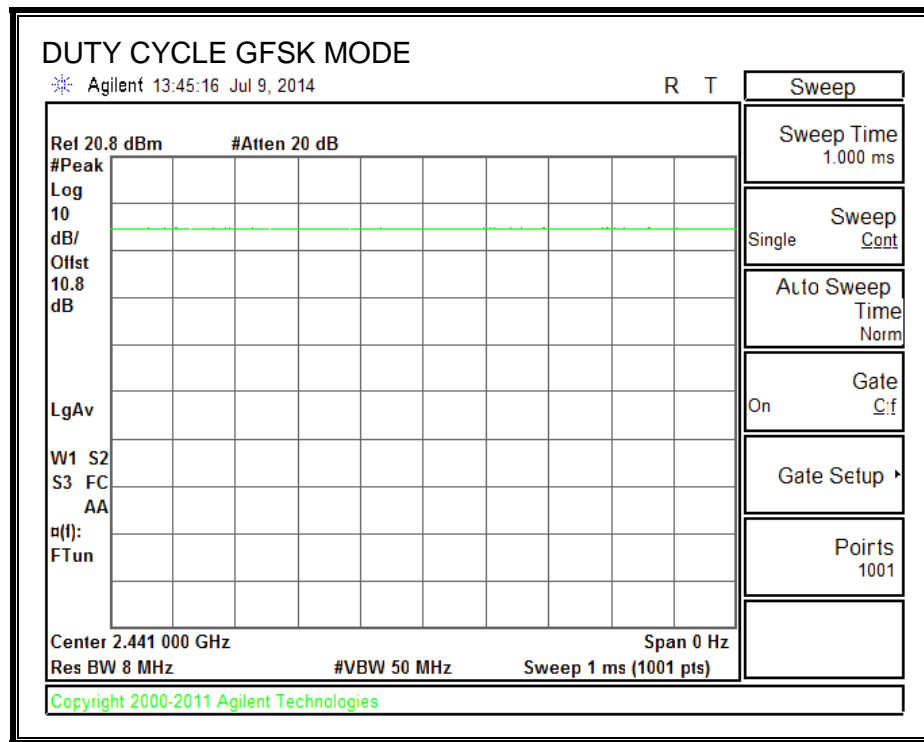 DUTY CYCLE GFSK MODE
Agilent 13:45:16 Jul 9, 2014 R T
Sweep
Ref 20.8 dBm #Atten 20 dB
#Peak
Log
10
dB/
Offst
10.8
dB
LgAv
W1 S2
S3 FC
AA
¤(f):
FTun
Center 2.441 000 GHz Span 0 Hz
Res BW 8 MHz #VBW 50 MHz Sweep 1 ms (1001 pts)
Sweep Time
1.000 ms
Sweep
Single Cont
Auto Sweep
Time
Norm
Gate
On Off
Gate Setup
Points
1001
Copyright 2000-2011 Agilent Technologies